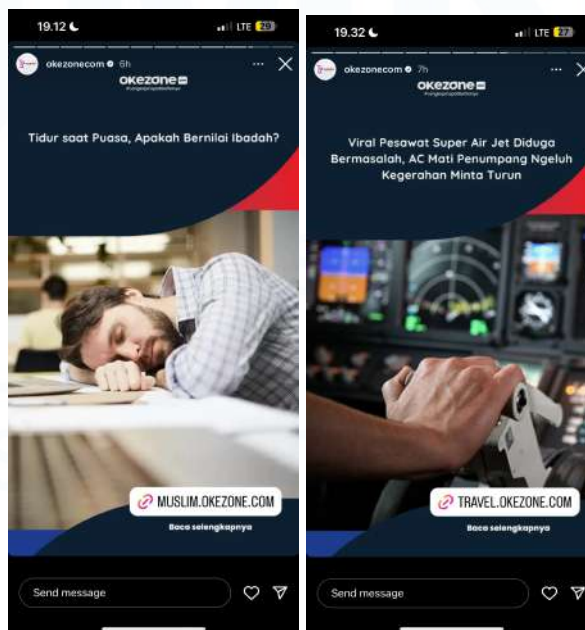 19.12
LTE 29
okezonecom 6h
OKEZONE
Tidur saat Puasa, Apakah Bernilai Ibadah?
MUSLIM.OKEZONE.COM
Baca selengkapnya
Send message
19.32
LTE 27
okezonecom 7h
OKEZONE
Viral Pesawat Super Air Jet Diduga
Bermasalah, AC Mati Penumpang Ngeluh
Kegerahan Minta Turun
TRAVEL.OKEZONE.COM
Baca selengkapnya
Send message